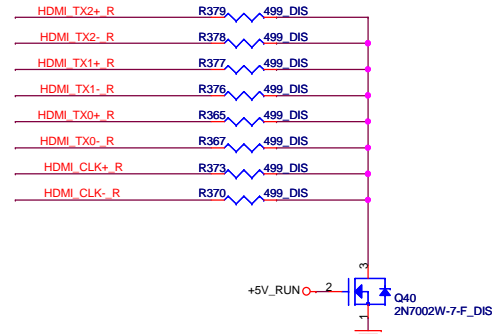 HDMI_TX2+_R R379 499_DIS
HDMI_TX2-_R R378 499_DIS
HDMI_TX1+_R R377 499_DIS
HDMI_TX1-_R R376 499_DIS
HDMI_TX0+_R R365 499_DIS
HDMI_TX0-_R R367 499_DIS
HDMI_CLK+_R R373 499_DIS
HDMI_CLK-_R R370 499_DIS
3
+5V_RUN 2
Q40
2N7002W-7-F_DIS
1